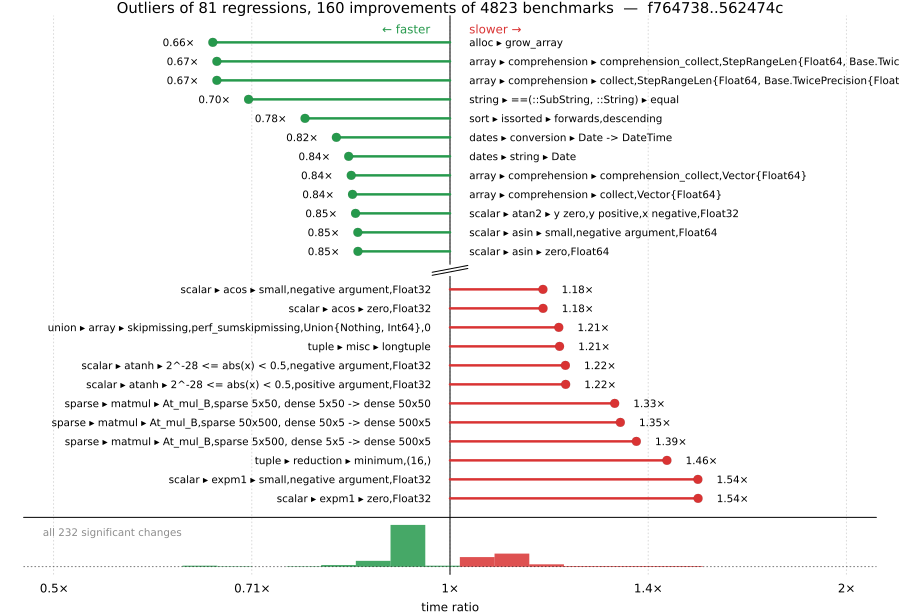 Outliers of 81 regressions, 160 improvements of 4823 benchmarks — f764738..562474c
← faster slower →
0.66× alloc ▸ grow_array
0.67× array ▸ comprehension ▸ comprehension_collect,StepRangeLen{Float64, Base.Twic
0.67× array ▸ comprehension ▸ collect,StepRangeLen{Float64, Base.TwicePrecision{Float
0.70× string ▸ ==(::SubString, ::String) ▸ equal
0.78× sort ▸ issorted ▸ forwards,descending
0.82× dates ▸ conversion ▸ Date -> DateTime
0.84× dates ▸ string ▸ Date
0.84× array ▸ comprehension ▸ comprehension_collect,Vector{Float64}
0.84× array ▸ comprehension ▸ collect,Vector{Float64}
0.85× scalar ▸ atan2 ▸ y zero,y positive,x negative,Float32
0.85× scalar ▸ asin ▸ small,negative argument,Float64
0.85× scalar ▸ asin ▸ zero,Float64
scalar ▸ acos ▸ small,negative argument,Float32 1.18×
scalar ▸ acos ▸ zero,Float32 1.18×
union ▸ array ▸ skipmissing,perf_sumskipmissing,Union{Nothing, Int64},0 1.21×
tuple ▸ misc ▸ longtuple 1.21×
scalar ▸ atanh ▸ 2^-28 <= abs(x) < 0.5,negative argument,Float32 1.22×
scalar ▸ atanh ▸ 2^-28 <= abs(x) < 0.5,positive argument,Float32 1.22×
sparse ▸ matmul ▸ At_mul_B,sparse 5x50, dense 5x50 -> dense 50x50 1.33×
sparse ▸ matmul ▸ At_mul_B,sparse 50x500, dense 50x5 -> dense 500x5 1.35×
sparse ▸ matmul ▸ At_mul_B,sparse 5x500, dense 5x5 -> dense 500x5 1.39×
tuple ▸ reduction ▸ minimum,(16,) 1.46×
scalar ▸ expm1 ▸ small,negative argument,Float32 1.54×
scalar ▸ expm1 ▸ zero,Float32 1.54×
all 232 significant changes
0.5× 0.71× 1× 1.4× 2×
time ratio